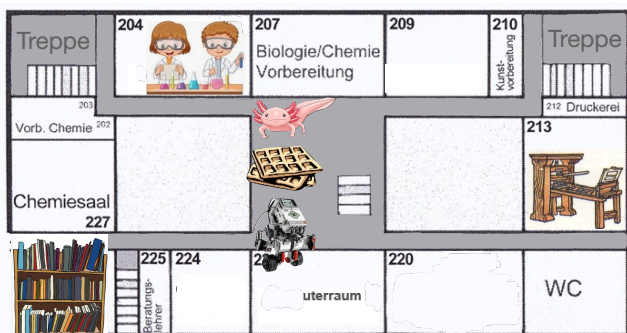 Treppe
204
207
Biologie/Chemie
Vorbereitung
209
210
Kunst-
vorbereitung
Treppe
203
Vorb. Chemie 202
212 Druckerei
213
Chemiesaal
227
225
Beratungs-
lehrer
224
2
uterraum
220
WC